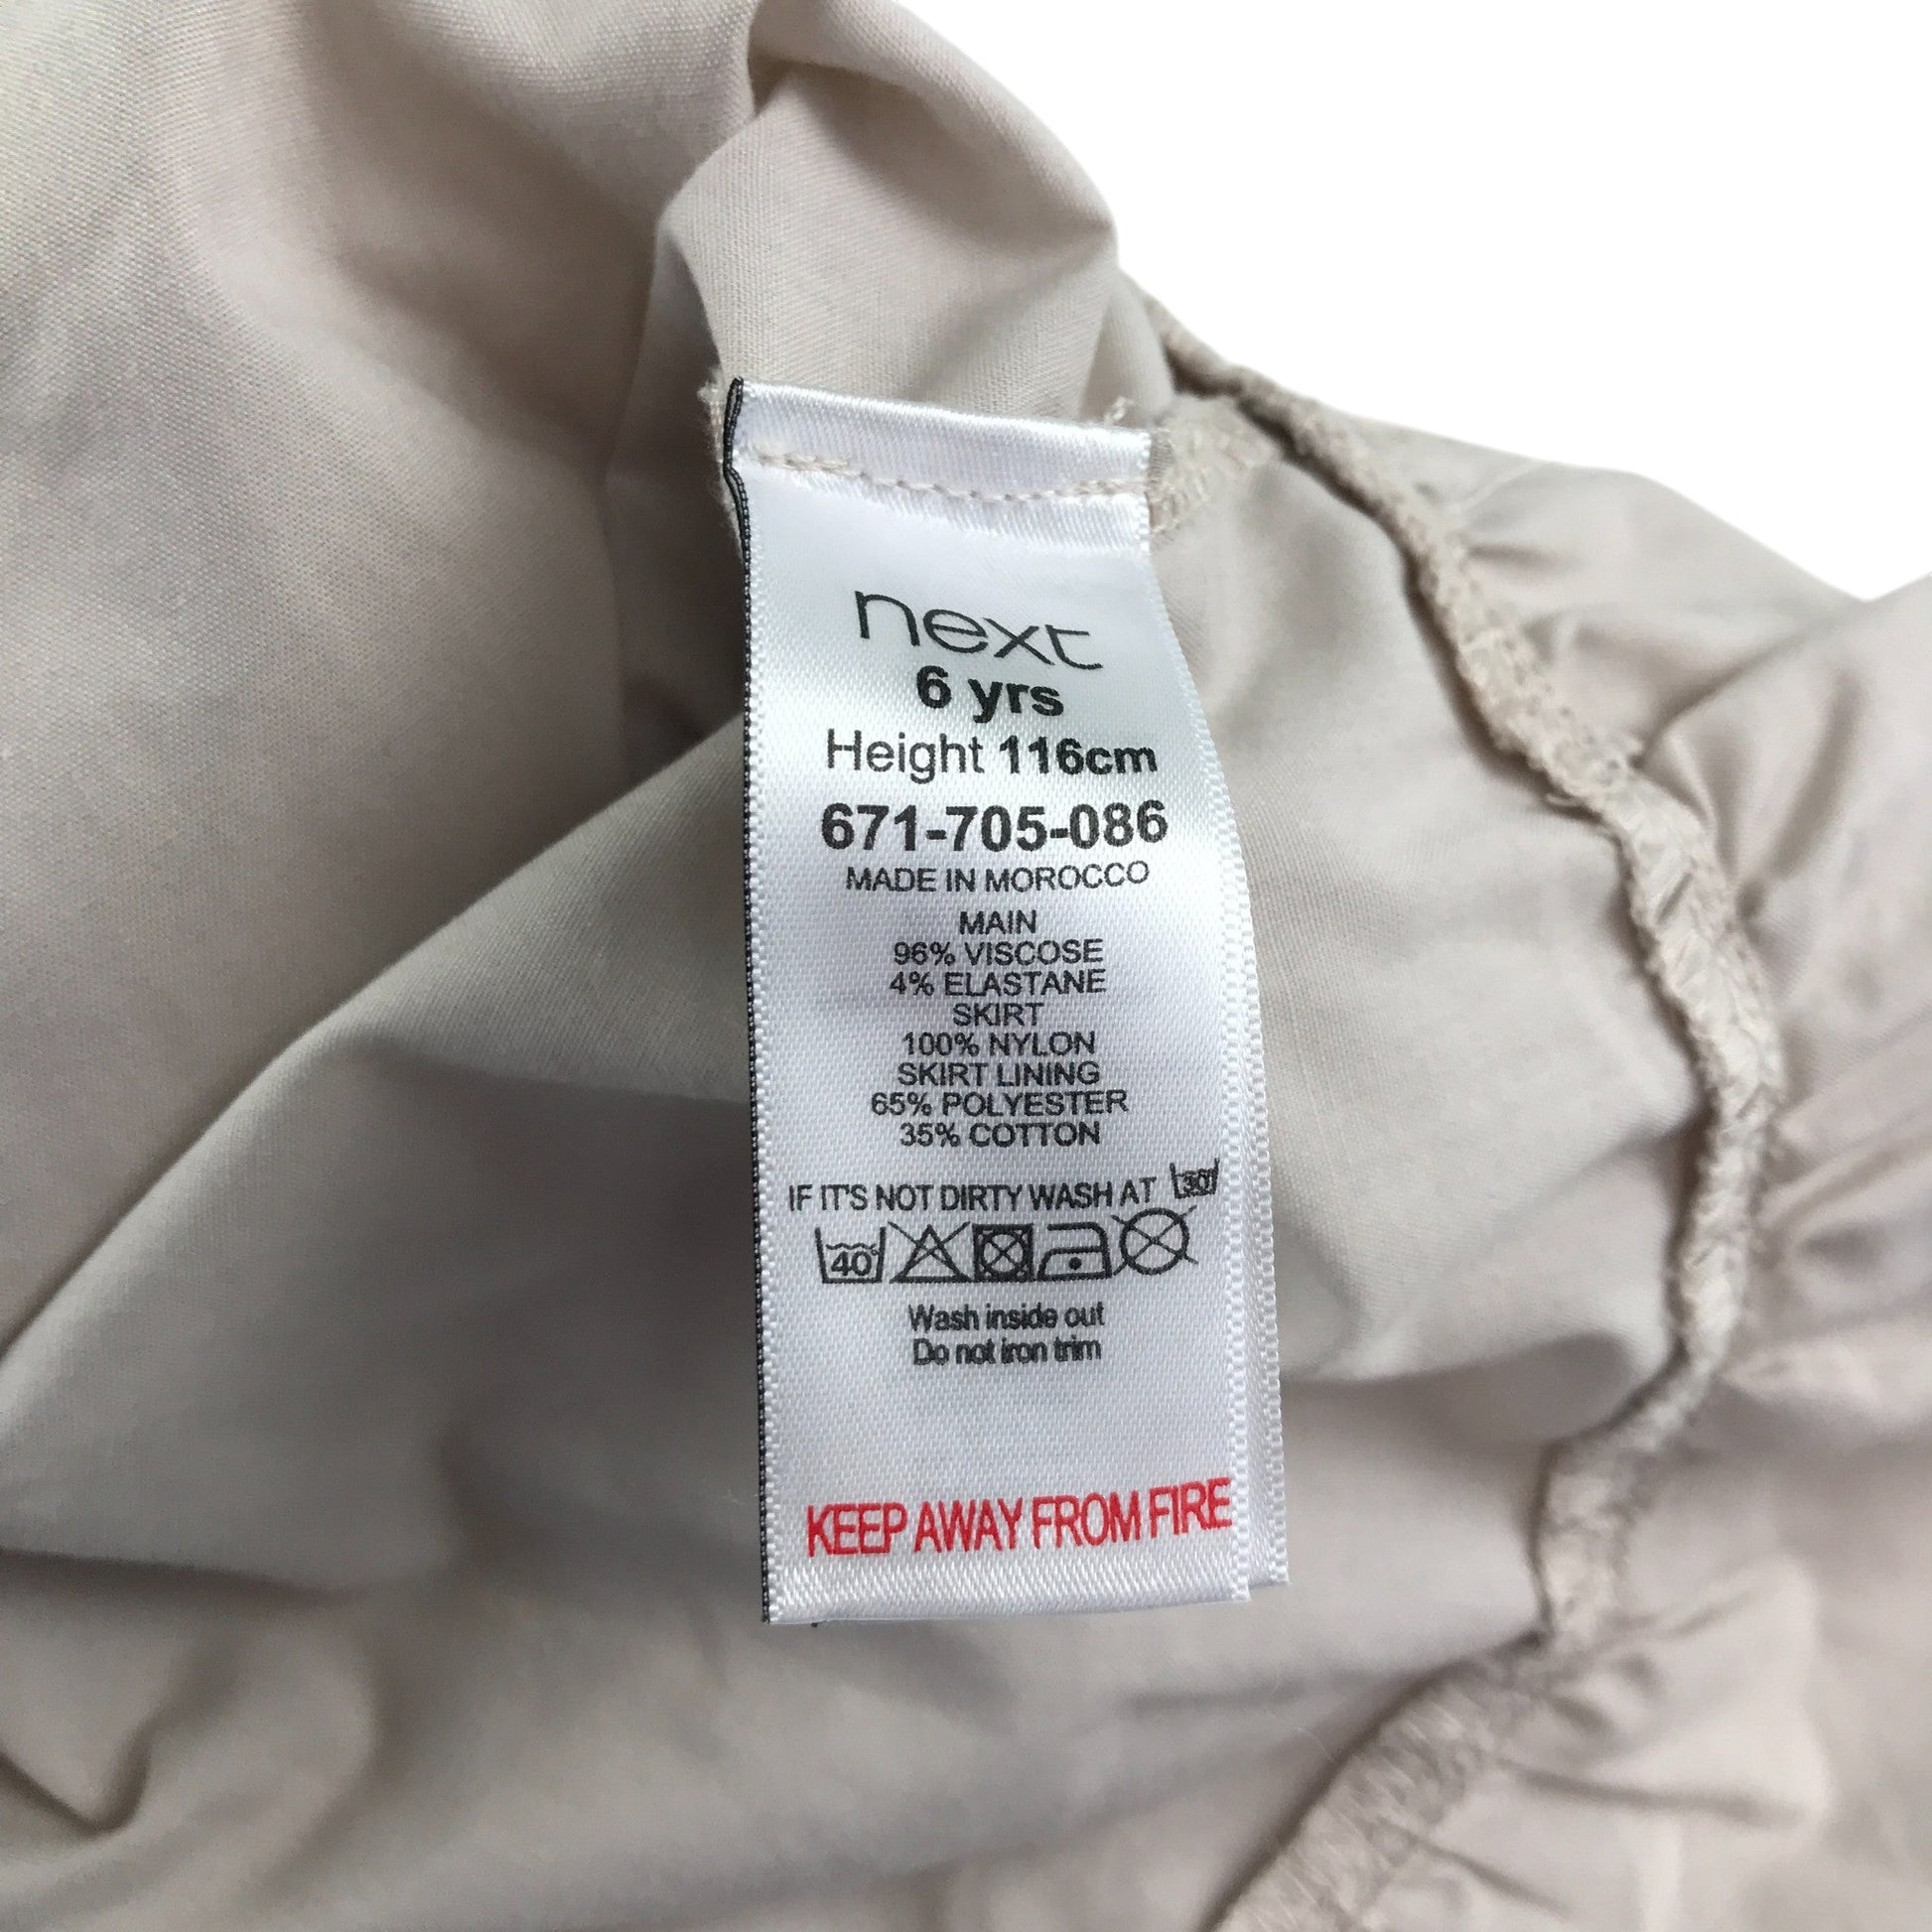 next
6 yrs
Height 116cm
671-705-086
MADE IN MOROCCO
MAIN
96% VISCOSE
4% ELASTANE
SKIRT
100% NYLON
SKIRT LINING
65% POLYESTER
35% COTTON
IF IT'S NOT DIRTY WASH AT 30
40
Wash inside out
Do not iron trim
KEEP AWAY FROM FIRE